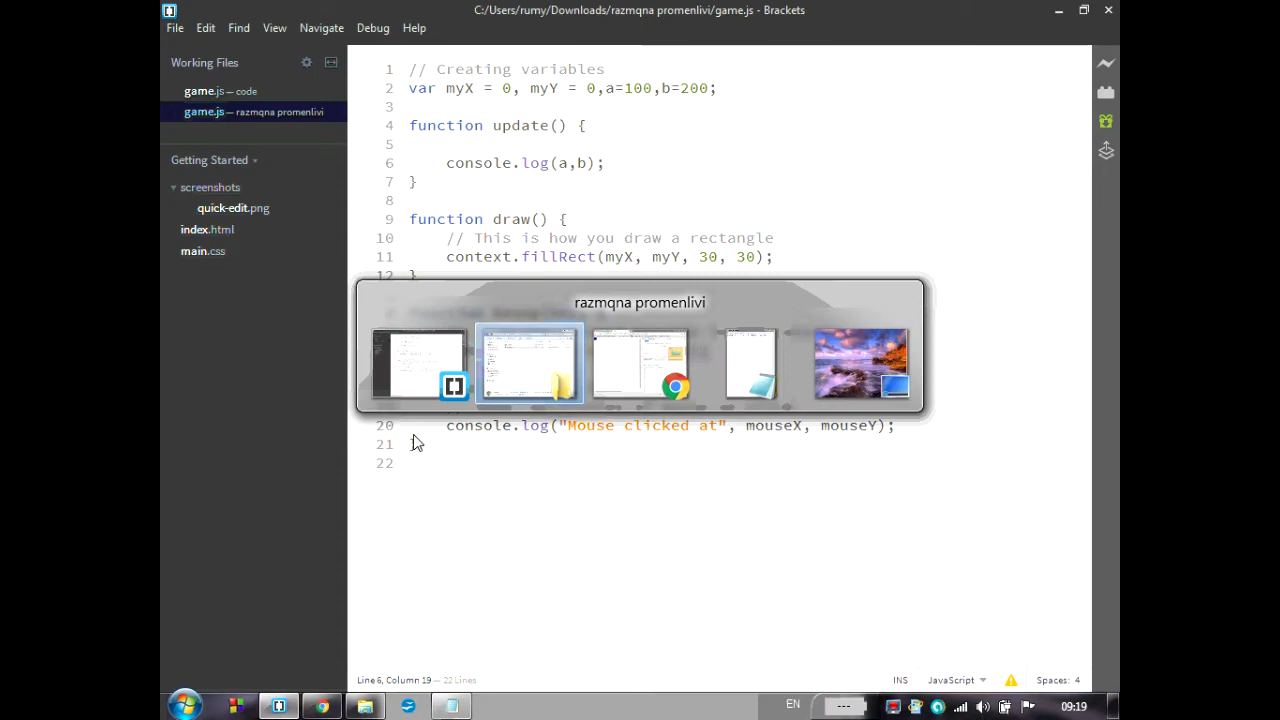 C:/Users/rumy/Downloads/razmqna promenlivi/game.js - Brackets
File Edit Find View Navigate Debug Help
Working Files
game.js — code
game.js — razmqna promenlivi
Getting Started
screenshots
quick-edit.png
index.html
main.css
1 // Creating variables
2 var myX = 0, myY = 0,a=100,b=200;
3
4 function update() {
5
6 console.log(a,b);
7 }
8
9 function draw() {
10 // This is how you draw a rectangle
11 context.fillRect(myX, myY, 30, 30);
12 }
razmqna promenlivi
20 console.log("Mouse clicked at", mouseX, mouseY);
21 }
22
Line 6, Column 19 — 22 Lines
INS JavaScript Spaces: 4
EN --- 09:19